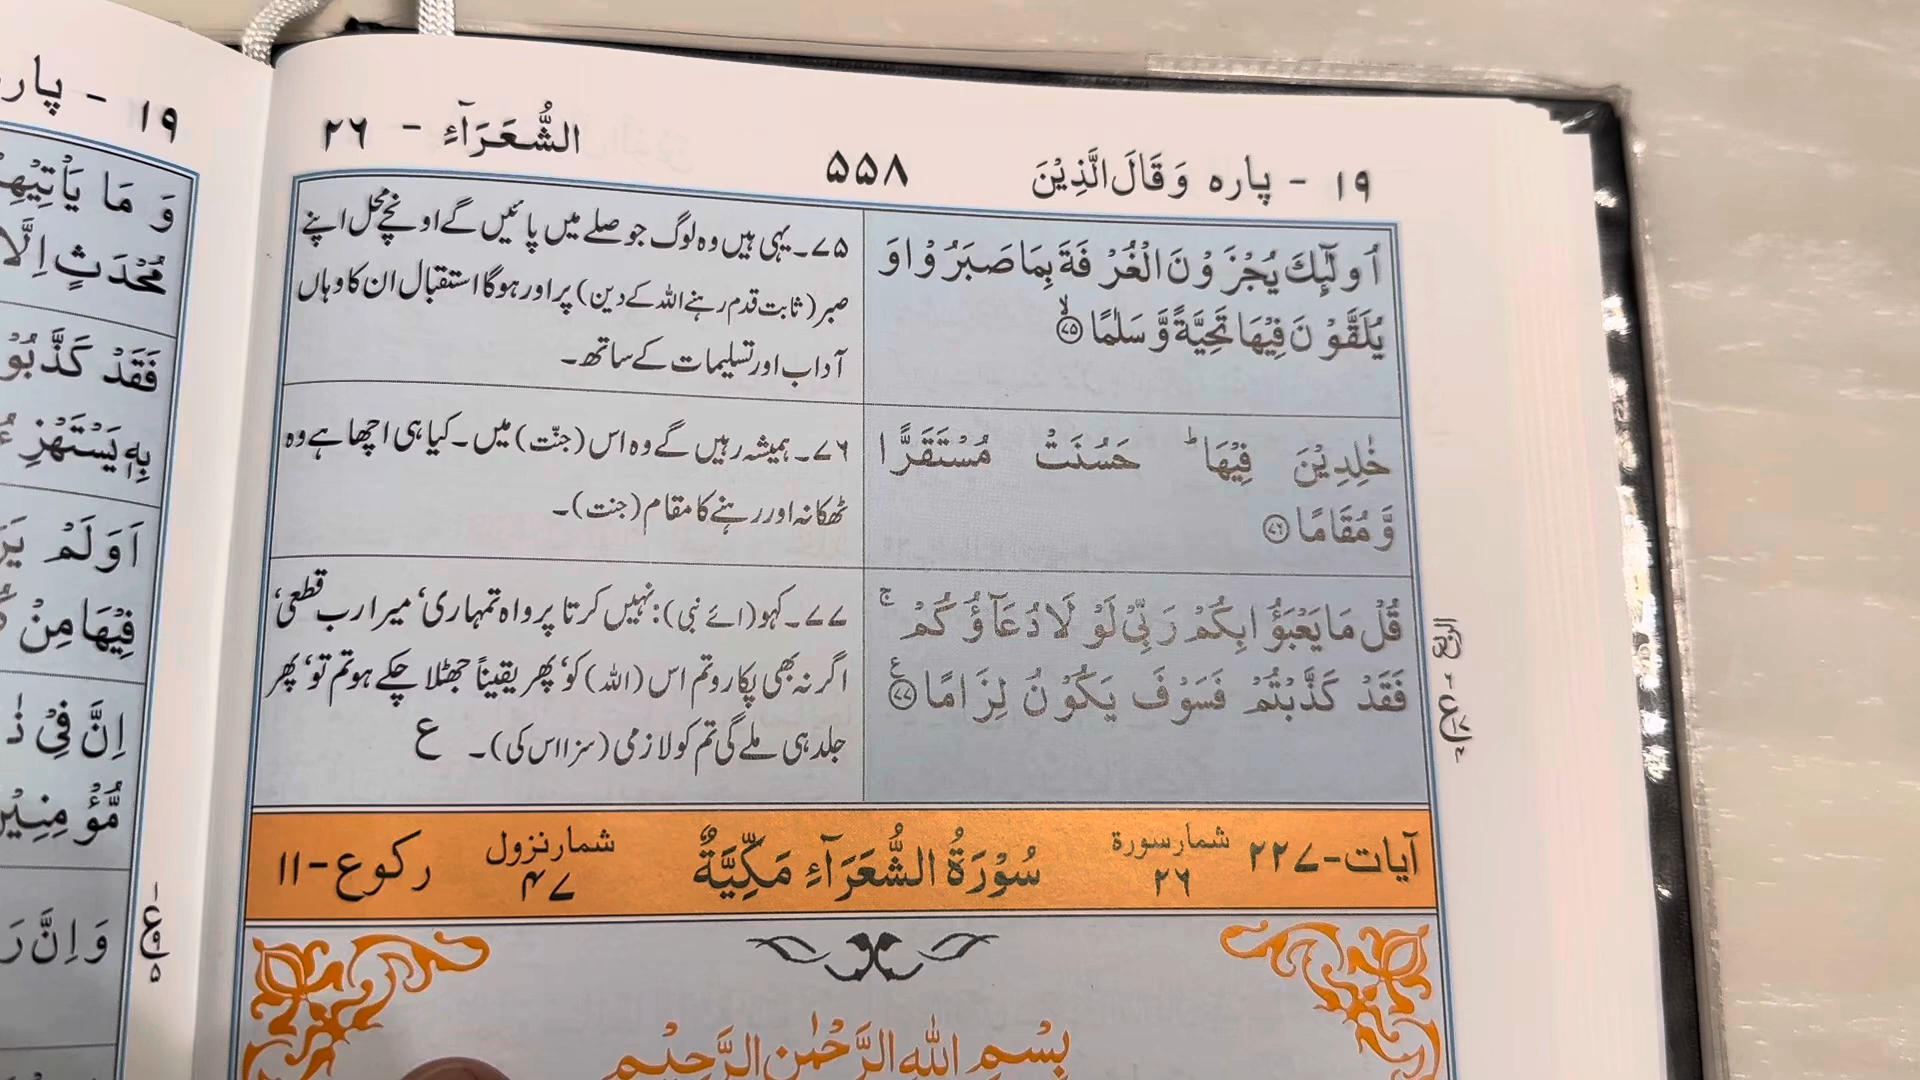 ۱۹ - پارہ وَقَالَ الَّذِیْنَ
۵۵۸
الشُّعَرَآءِ - ۲۶
اُولٰٓئِكَ یُجْزَوْنَ الْغُرْفَةَ بِمَا صَبَرُوْا وَ
یُلَقَّوْنَ فِیْهَا تَحِیَّةً وَّ سَلٰمًا ﴿۷۵﴾ۙ
۷۵۔ یہی ہیں وہ لوگ جو صلے میں پائیں گے اونچے محل اپنے
صبر (ثابت قدم رہنے اللہ کے دین) پر اور ہوگا استقبال ان کا وہاں
آداب اور تسلیمات کے ساتھ۔
خٰلِدِیْنَ فِیْهَاؕ حَسُنَتْ مُسْتَقَرًّا
وَّ مُقَامًا ﴿۷۶﴾
۷۶۔ ہمیشہ رہیں گے وہ اس (جنّت) میں۔ کیا ہی اچھا ہے وہ
ٹھکانہ اور رہنے کا مقام (جنت)۔
قُلْ مَا یَعْبَؤُا بِكُمْ رَبِّیْ لَوْ لَا دُعَآؤُكُمْۚ
فَقَدْ كَذَّبْتُمْ فَسَوْفَ یَكُوْنُ لِزَامًا ﴿۷۷﴾ع
۷۷۔ کہو (اے نبی): نہیں کرتا پرواہ تمہاری، میرا رب قطعی،
اگر نہ بھی پکارو تم اس (اللہ) کو، پھر یقیناً جھٹلا چکے ہو تم تو، پھر
جلد ہی ملے گی تم کو لازمی (سزا اس کی)۔ ع
آیات-۲۲۷
شمار سورۃ
۲۶
سُوْرَةُ الشُّعَرَآءِ مَكِّیَّةٌ
شمار نزول
۴۷
رکوع-۱۱
بِسْمِ اللّٰهِ الرَّحْمٰنِ الرَّحِیْمِ
۱۹ - پار
وَ مَا یَاْتِیْهِ
مُحْدَثٍ اِلَّا
فَقَدْ كَذَّبُوْ
بِهٖ یَسْتَهْزِءُ
اَوَ لَمْ یَرَ
فِیْهَا مِنْ
اِنَّ فِیْ ذٰ
مُّؤْمِنِیْنَ
وَ اِنَّ رَ